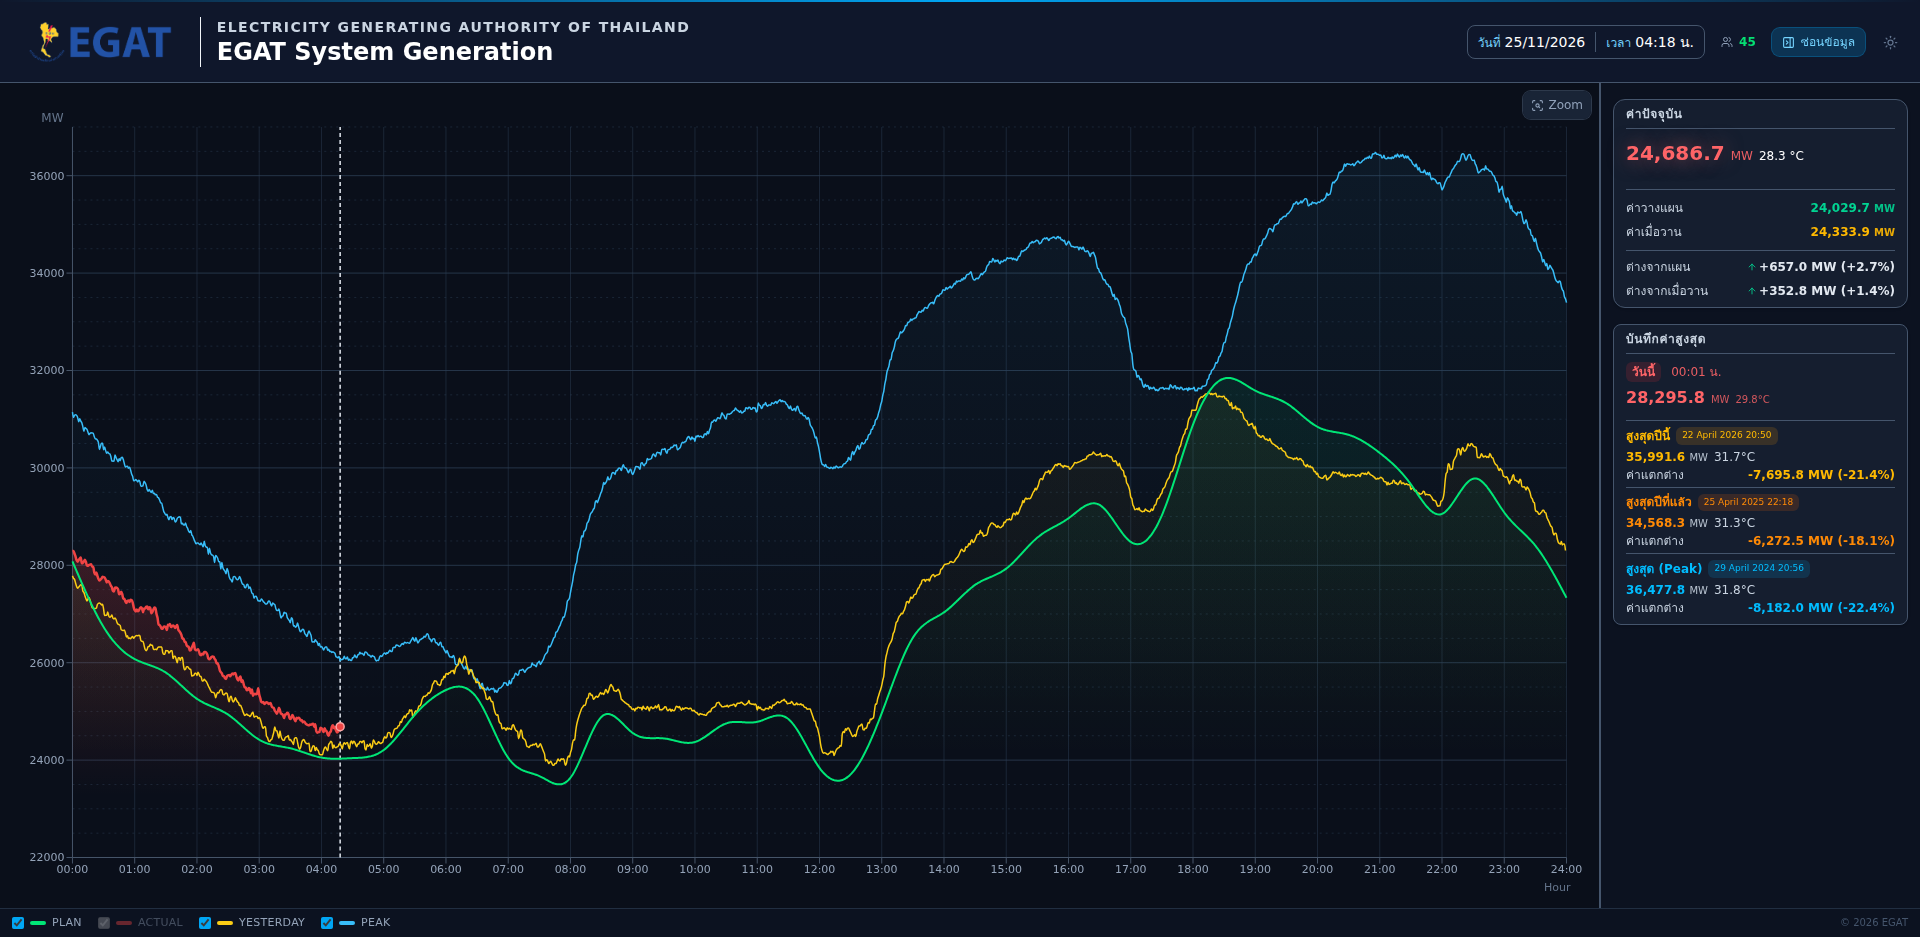 EGAT
ELECTRICITY GENERATING AUTHORITY OF THAILAND
EGAT System Generation
วันที่ 25/11/2026 เวลา 04:18 น.
45
ซ่อนข้อมูล
Zoom
MW
36000
34000
32000
30000
28000
26000
24000
22000
00:00 01:00 02:00 03:00 04:00 05:00 06:00 07:00 08:00 09:00 10:00 11:00 12:00 13:00 14:00 15:00 16:00 17:00 18:00 19:00 20:00 21:00 22:00 23:00 24:00
Hour
ค่าปัจจุบัน
24,686.7 MW 28.3 °C
ค่าวางแผน 24,029.7 MW
ค่าเมื่อวาน 24,333.9 MW
ต่างจากแผน ↑ +657.0 MW (+2.7%)
ต่างจากเมื่อวาน ↑ +352.8 MW (+1.4%)
บันทึกค่าสูงสุด
วันนี้ 00:01 น.
28,295.8 MW 29.8°C
สูงสุดปีนี้ 22 April 2026 20:50
35,991.6 MW 31.7°C
ค่าแตกต่าง -7,695.8 MW (-21.4%)
สูงสุดปีที่แล้ว 25 April 2025 22:18
34,568.3 MW 31.3°C
ค่าแตกต่าง -6,272.5 MW (-18.1%)
สูงสุด (Peak) 29 April 2024 20:56
36,477.8 MW 31.8°C
ค่าแตกต่าง -8,182.0 MW (-22.4%)
PLAN ACTUAL YESTERDAY PEAK
© 2026 EGAT